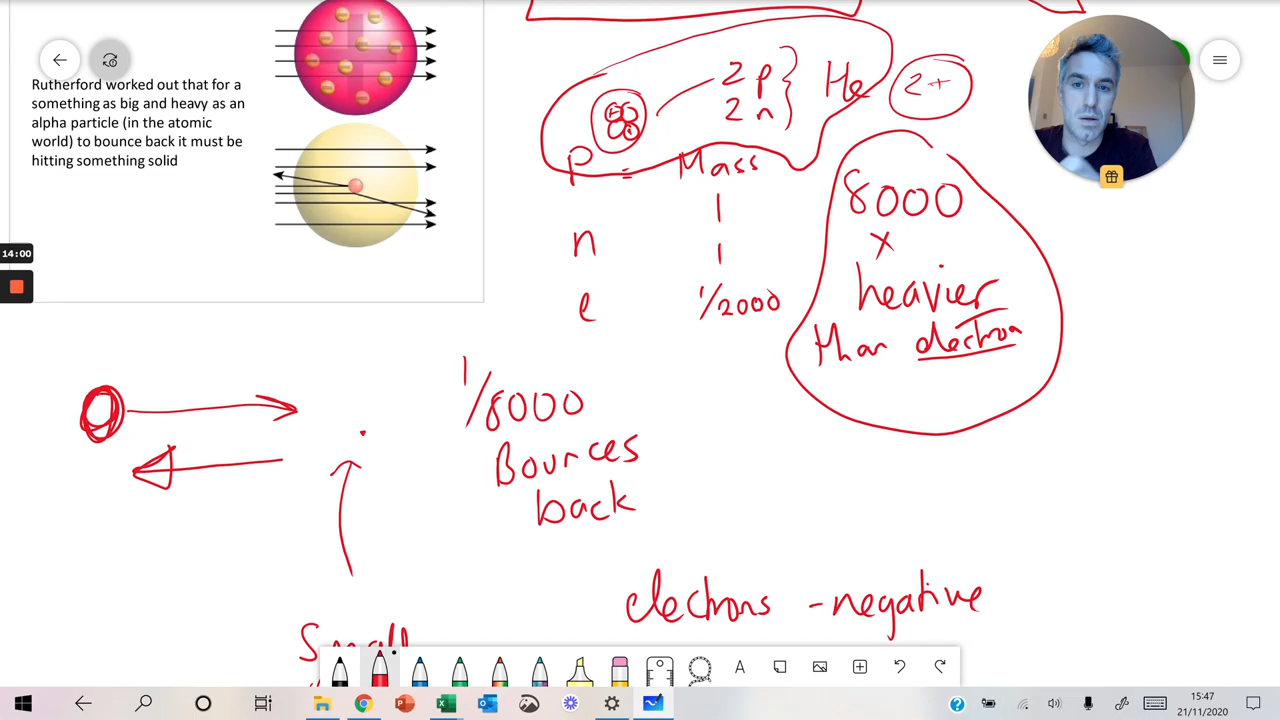 Rutherford worked out that for a
something as big and heavy as an
alpha particle (in the atomic
world) to bounce back it must be
hitting something solid
2 p
2 n
He
2+
p = Mass
1
n 1
e 1/2000
8000
x
heavier
than electron
1/8000
Bounces
back
electrons - negative
Small
14:00
A
15:47
21/11/2020